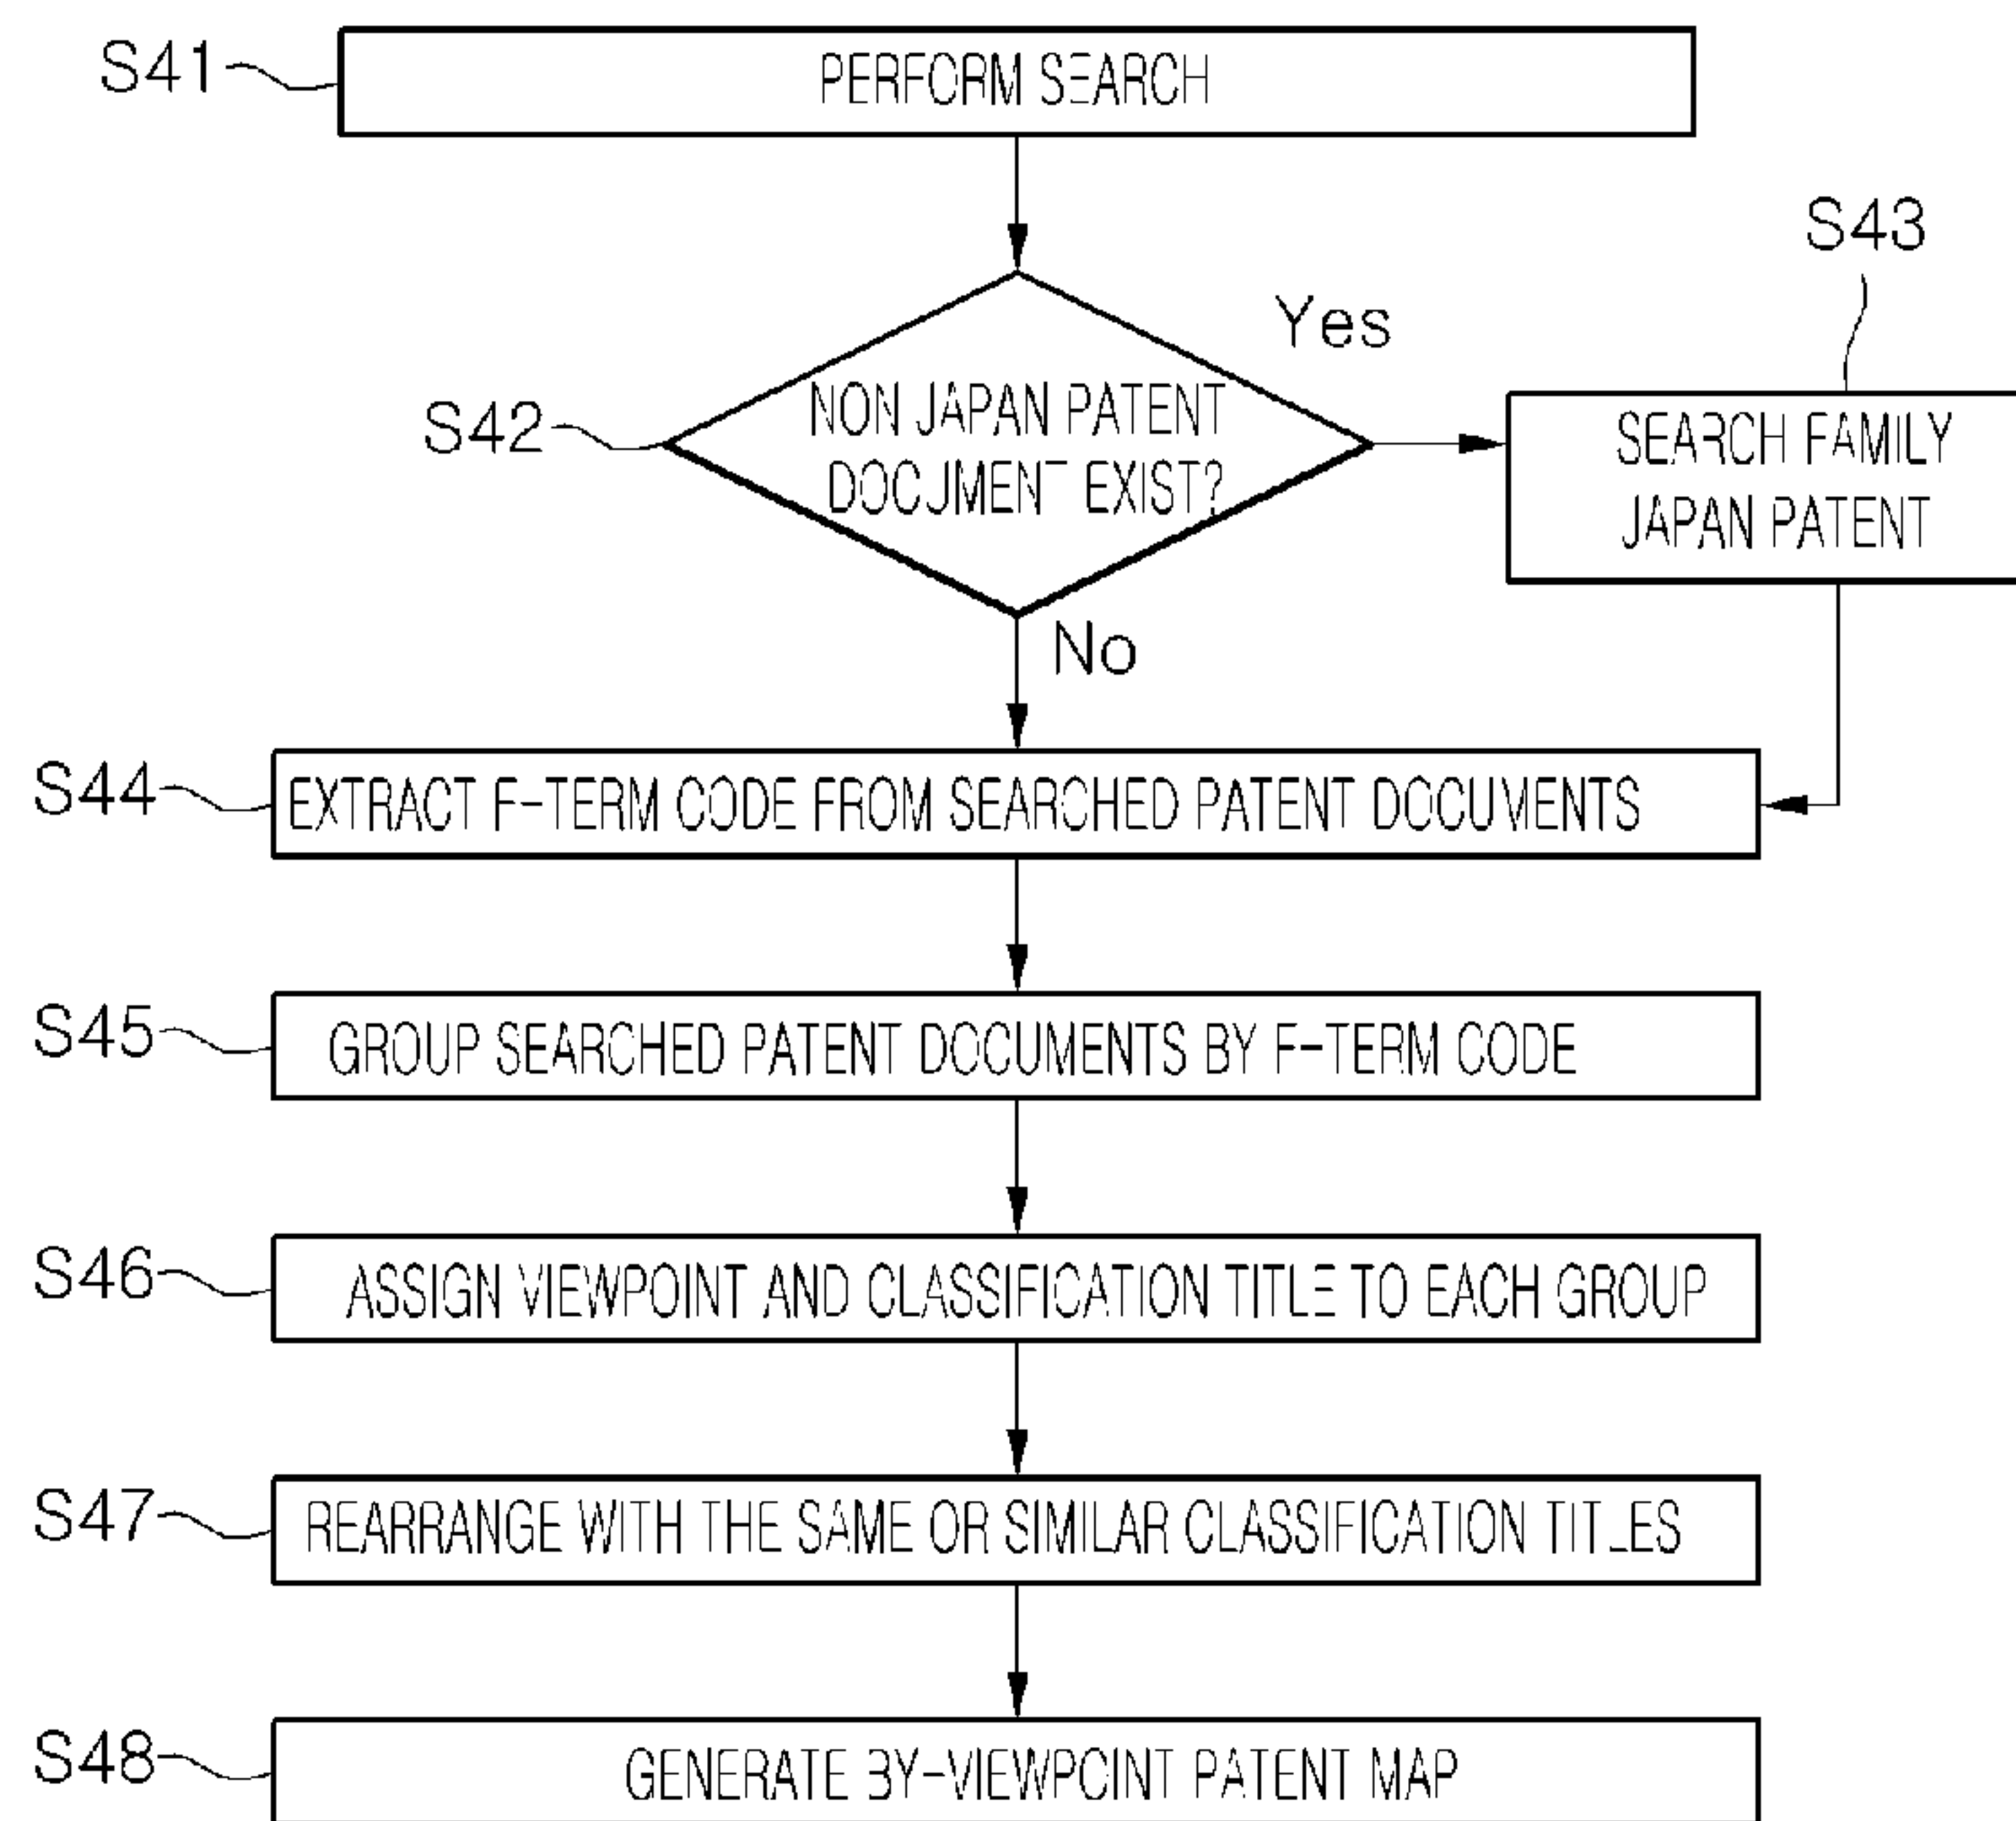 S41
PERFORM SEARCH
S43
Yes
S42
NON JAPAN PATENT
DOCUMENT EXIST?
SEARCH FAMILY
JAPAN PATENT
No
S44
EXTRACT F-TERM CODE FROM SEARCHED PATENT DOCUMENTS
S45
GROUP SEARCHED PATENT DOCUMENTS BY F-TERM CODE
S46
ASSIGN VIEWPOINT AND CLASSIFICATION TITLE TO EACH GROUP
S47
REARRANGE WITH THE SAME OR SIMILAR CLASSIFICATION TITLES
S48
GENERATE BY-VIEWPOINT PATENT MAP